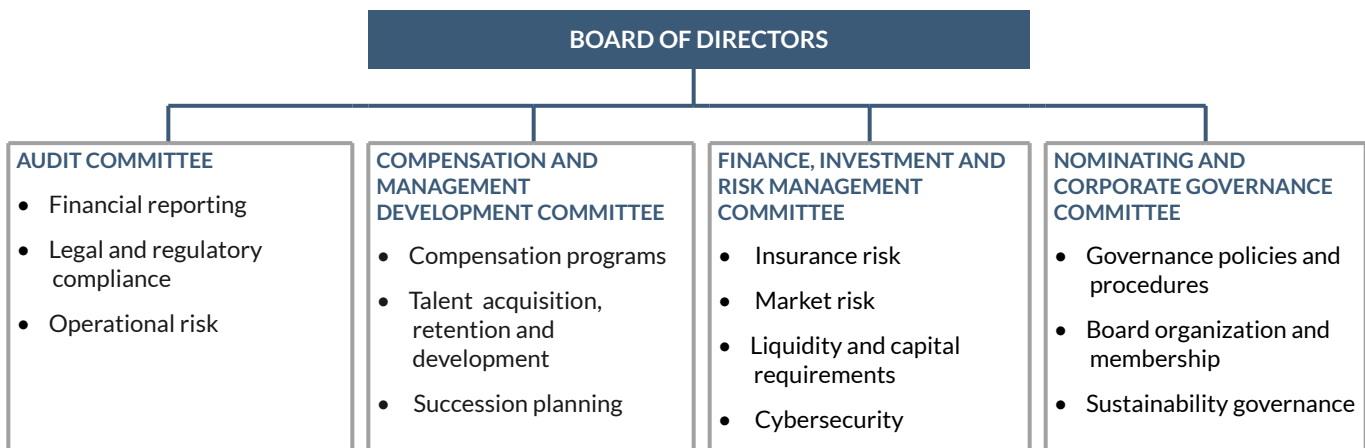 BOARD OF DIRECTORS
AUDIT COMMITTEE
• Financial reporting
• Legal and regulatory
compliance
• Operational risk
COMPENSATION AND
MANAGEMENT
DEVELOPMENT COMMITTEE
• Compensation programs
• Talent acquisition,
retention and
development
• Succession planning
FINANCE, INVESTMENT AND
RISK MANAGEMENT
COMMITTEE
• Insurance risk
• Market risk
• Liquidity and capital
requirements
• Cybersecurity
NOMINATING AND
CORPORATE GOVERNANCE
COMMITTEE
• Governance policies and
procedures
• Board organization and
membership
• Sustainability governance